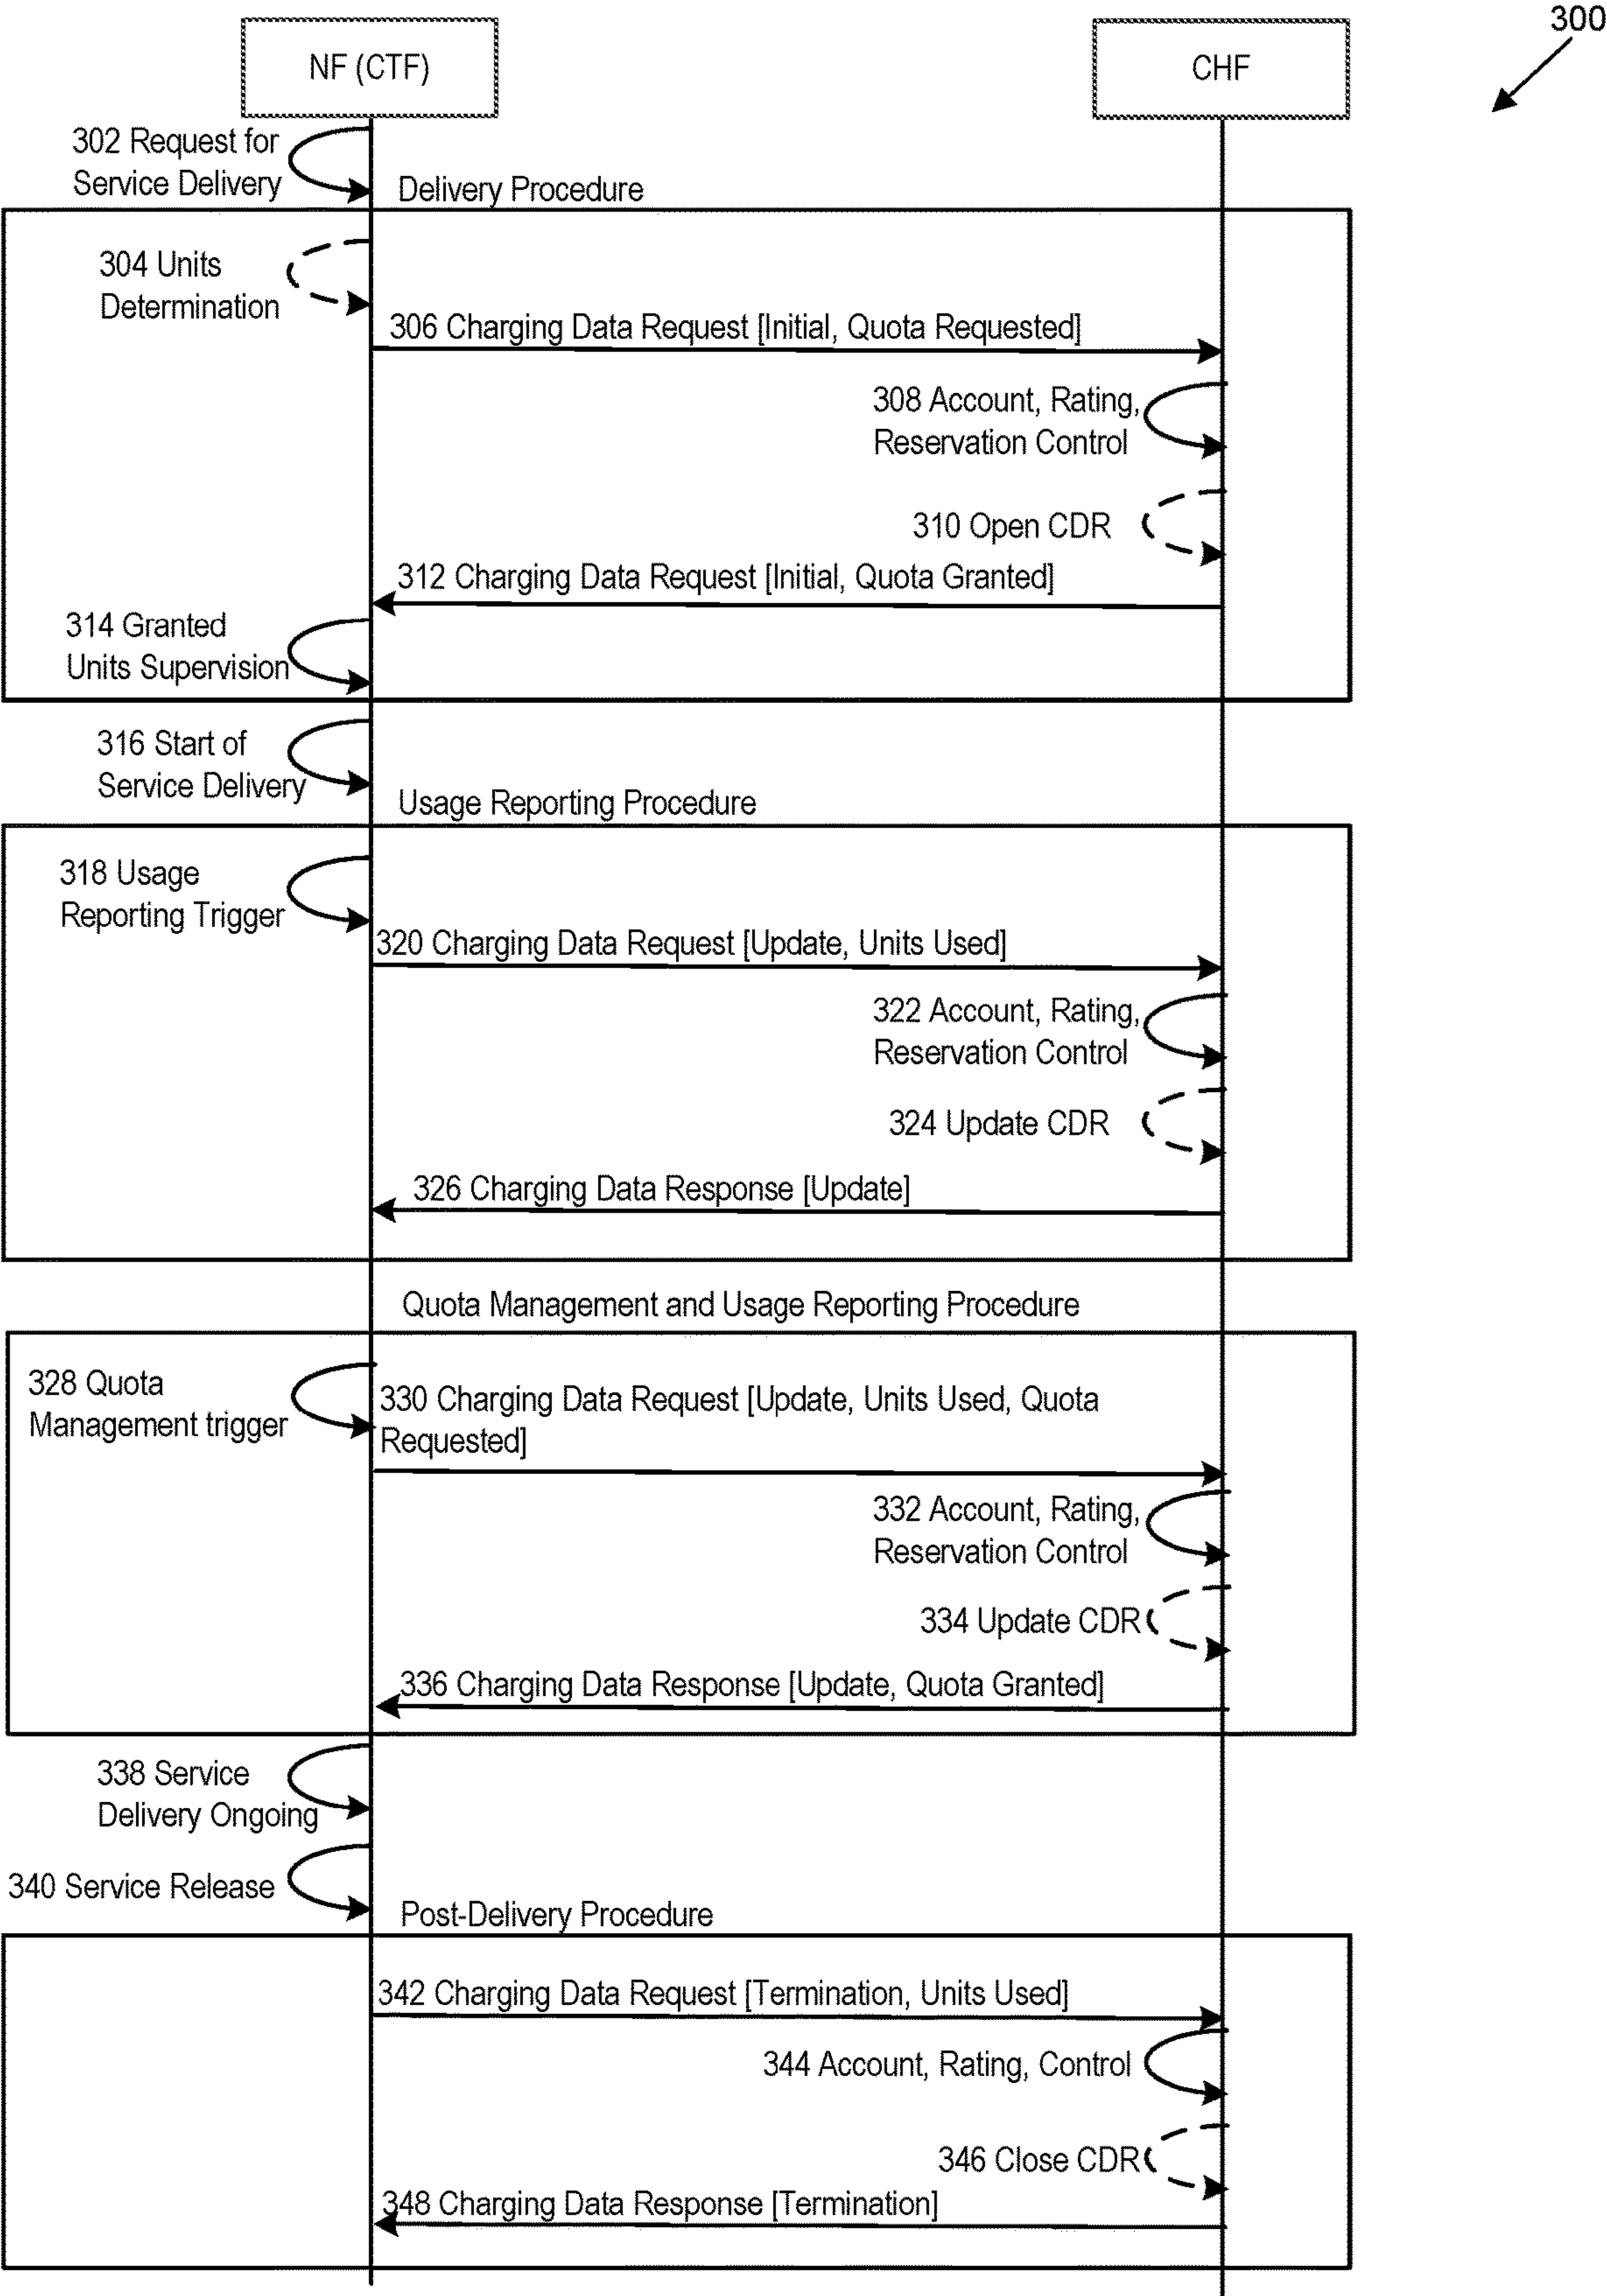 300
NF (CTF)
CHF
302 Request for
Service Delivery
Delivery Procedure
304 Units
Determination
306 Charging Data Request [Initial, Quota Requested]
308 Account, Rating,
Reservation Control
310 Open CDR
312 Charging Data Request [Initial, Quota Granted]
314 Granted
Units Supervision
316 Start of
Service Delivery
Usage Reporting Procedure
318 Usage
Reporting Trigger
320 Charging Data Request [Update, Units Used]
322 Account, Rating,
Reservation Control
324 Update CDR
326 Charging Data Response [Update]
Quota Management and Usage Reporting Procedure
328 Quota
Management trigger
330 Charging Data Request [Update, Units Used, Quota
Requested]
332 Account, Rating,
Reservation Control
334 Update CDR
336 Charging Data Response [Update, Quota Granted]
338 Service
Delivery Ongoing
340 Service Release
Post-Delivery Procedure
342 Charging Data Request [Termination, Units Used]
344 Account, Rating, Control
346 Close CDR
348 Charging Data Response [Termination]